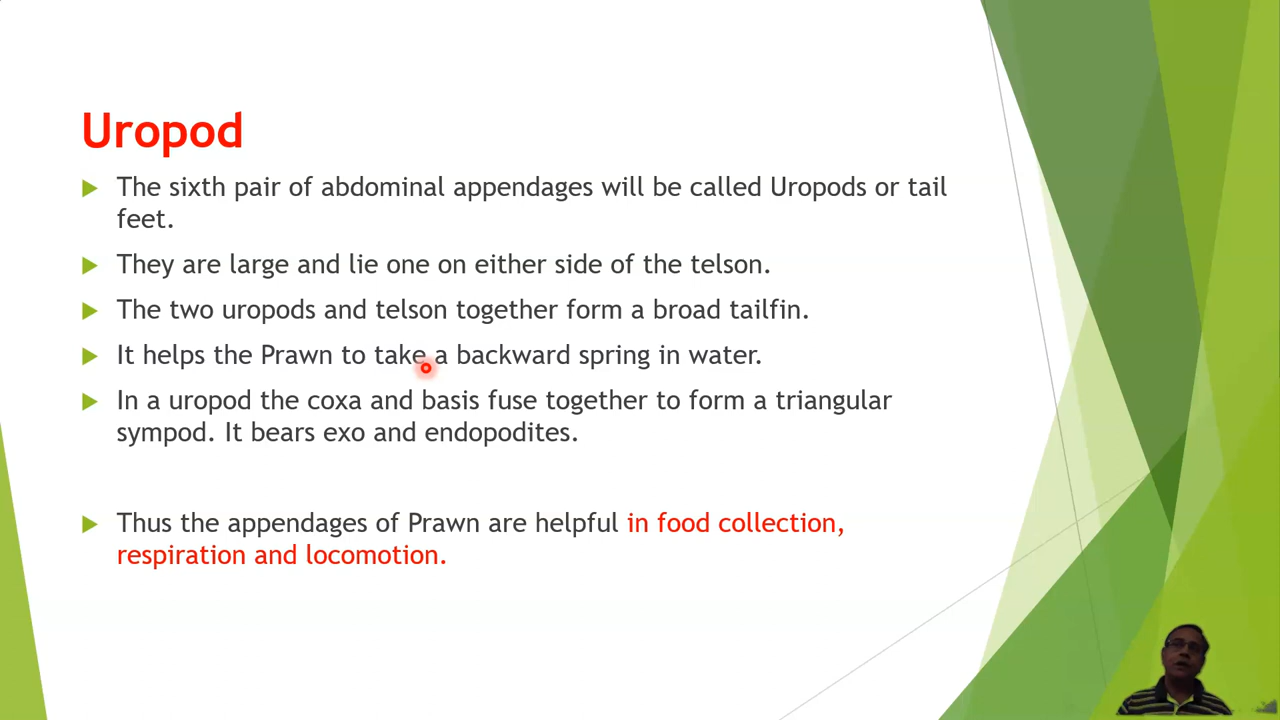 Uropod
The sixth pair of abdominal appendages will be called Uropods or tail
feet.
They are large and lie one on either side of the telson.
The two uropods and telson together form a broad tailfin.
It helps the Prawn to take a backward spring in water.
In a uropod the coxa and basis fuse together to form a triangular
sympod. It bears exo and endopodites.
Thus the appendages of Prawn are helpful in food collection,
respiration and locomotion.